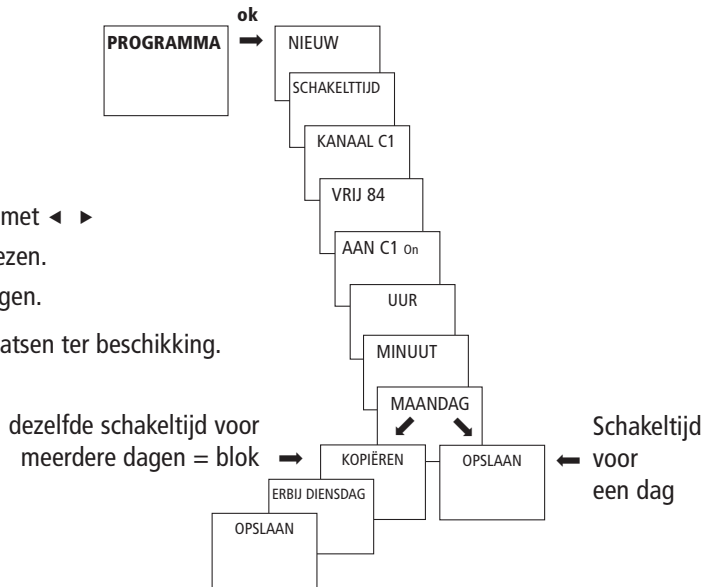 ok
PROGRAMMA
NIEUW
SCHAKELTTIJD
KANAAL C1
VRIJ 84
AAN C1 On
UUR
MINUUT
MAANDAG
met ◄ ►
ezen.
gen.
atsen ter beschikking.
dezelfde schakeltijd voor
meerdere dagen = blok
KOPIËREN
OPSLAAN
Schakeltijd
voor
een dag
ERBIJ DIENSDAG
OPSLAAN